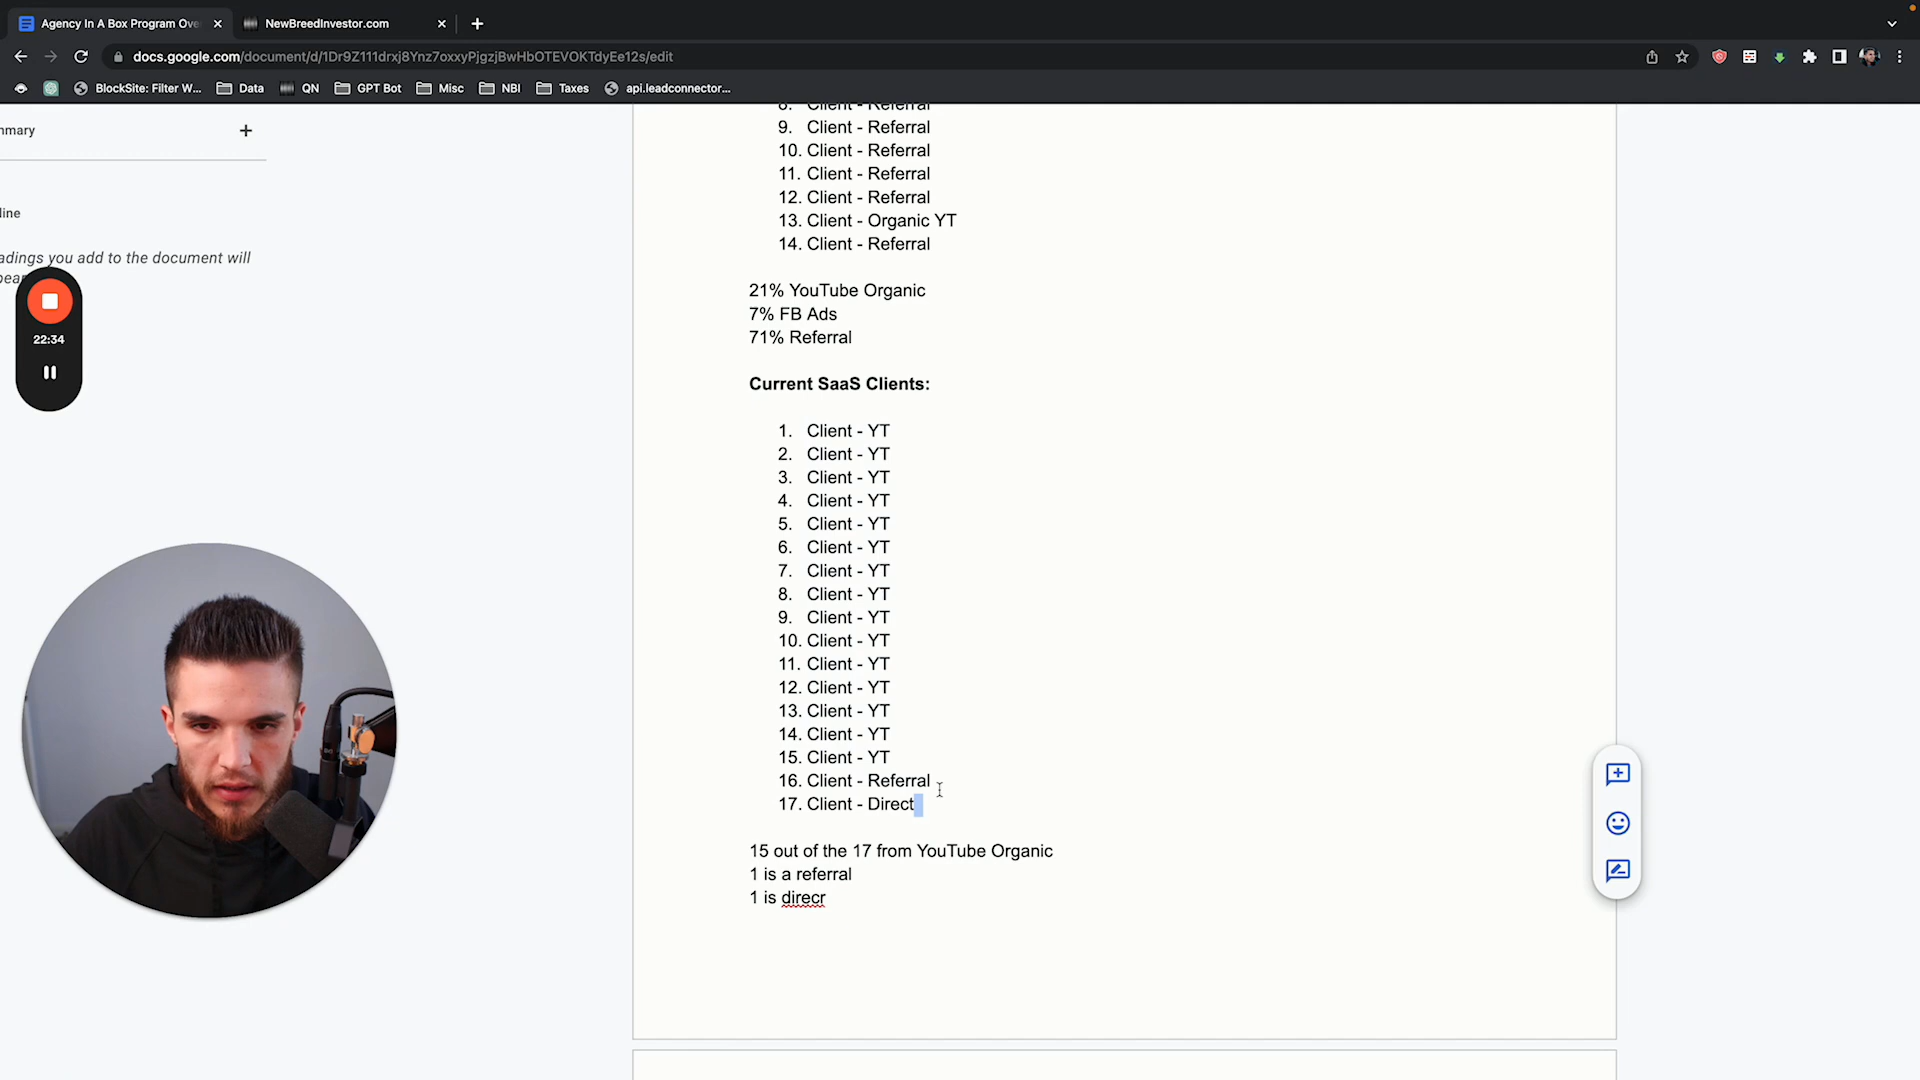 Agency In A Box Program Ove
NewBreedInvestor.com
docs.google.com/document/d/1Dr9Z111drxj8Ynz7oxxyPjgzjBwHbOTEVOKTdyEe12s/edit
BlockSite: Filter W...
Data
QN
GPT Bot
Misc
NBI
Taxes
api.leadconnector...
mmary
line
adings you add to the document will
pear
22:34
8. Client - Referral
9. Client - Referral
10. Client - Referral
11. Client - Referral
12. Client - Referral
13. Client - Organic YT
14. Client - Referral
21% YouTube Organic
7% FB Ads
71% Referral
Current SaaS Clients:
1. Client - YT
2. Client - YT
3. Client - YT
4. Client - YT
5. Client - YT
6. Client - YT
7. Client - YT
8. Client - YT
9. Client - YT
10. Client - YT
11. Client - YT
12. Client - YT
13. Client - YT
14. Client - YT
15. Client - YT
16. Client - Referral
17. Client - Direct
15 out of the 17 from YouTube Organic
1 is a referral
1 is direcr